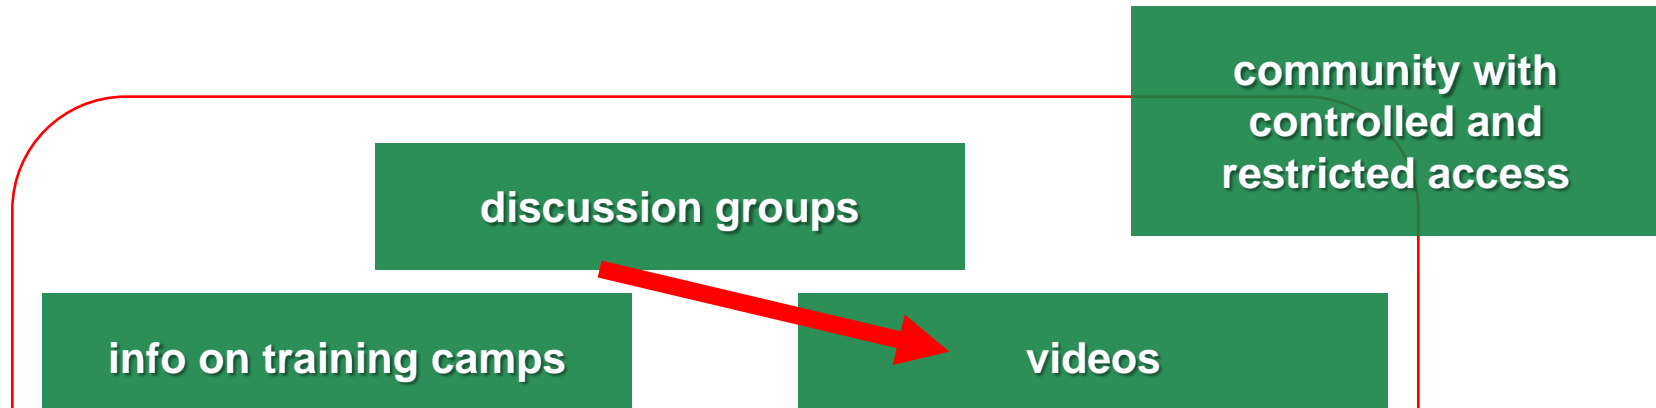 community with
controlled and
restricted access
discussion groups
info on training camps
videos